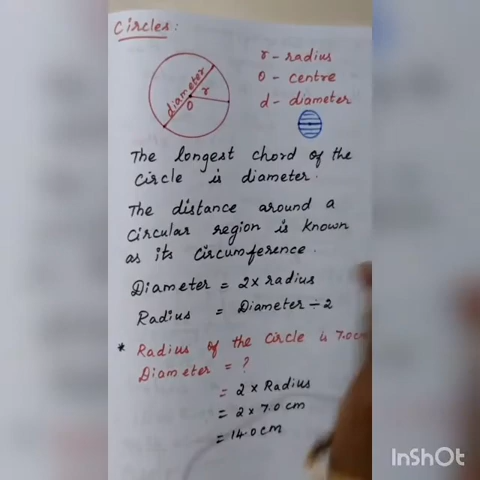 Circles:
diameter
r
O
r - radius
O - centre
d - diameter
The longest chord of the
circle is diameter.
The distance around a
circular region is known
as its circumference.
Diameter = 2 × radius
Radius = Diameter ÷ 2
* Radius of the circle is 7.0cm
Diameter = ?
= 2 × Radius
= 2 × 7.0 cm
= 14.0 cm
InShOt